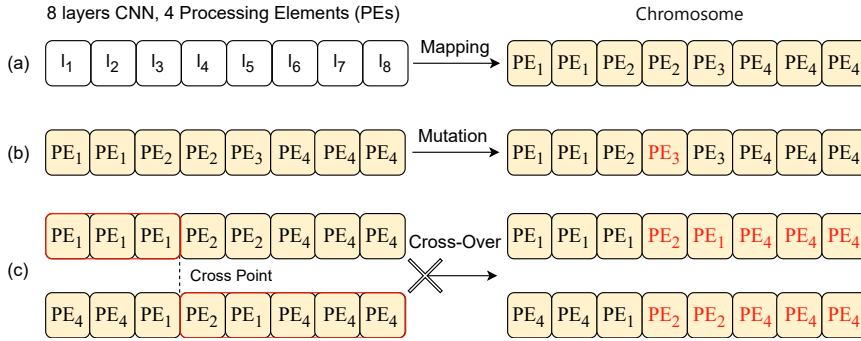 8 layers CNN, 4 Processing Elements (PEs) Chromosome
(a) l1 l2 l3 l4 l5 l6 l7 l8 Mapping PE1 PE1 PE2 PE2 PE3 PE4 PE4 PE4
(b) PE1 PE1 PE2 PE2 PE3 PE4 PE4 PE4 Mutation PE1 PE1 PE2 PE3 PE3 PE4 PE4 PE4
PE1 PE1 PE1 PE2 PE2 PE4 PE4 PE4 Cross-Over PE1 PE1 PE1 PE2 PE1 PE4 PE4 PE4
(c) Cross Point
PE4 PE4 PE1 PE2 PE1 PE4 PE4 PE4 PE4 PE4 PE1 PE2 PE2 PE4 PE4 PE4